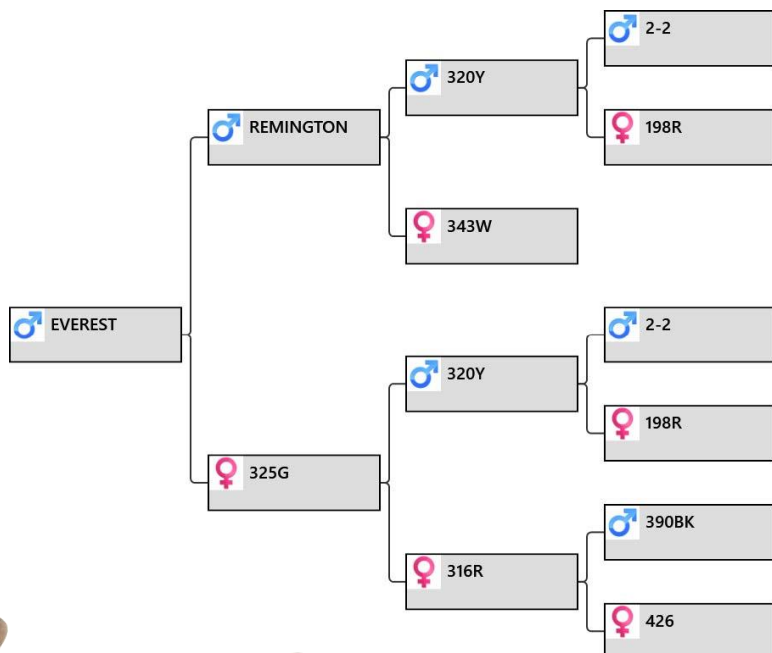 2-2
320Y
198R
REMINGTON
343W
EVEREST
2-2
320Y
198R
325G
390BK
316R
426